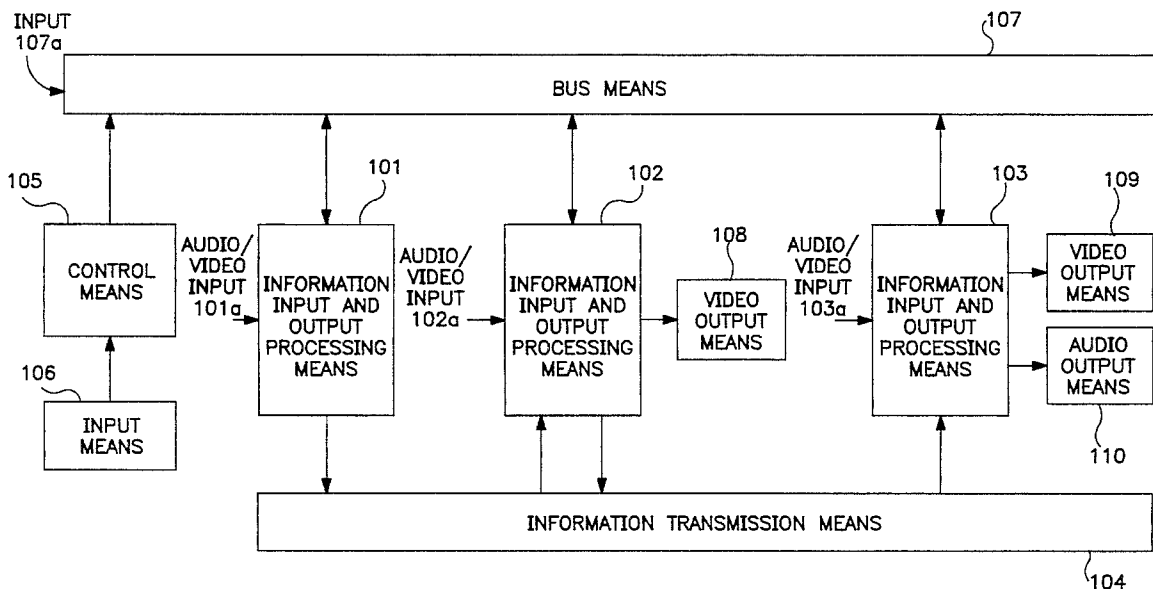 INPUT
107a
107
BUS MEANS
105
CONTROL
MEANS
106
INPUT
MEANS
AUDIO/
VIDEO
INPUT
101a
101
INFORMATION
INPUT AND
OUTPUT
PROCESSING
MEANS
AUDIO/
VIDEO
INPUT
102a
102
INFORMATION
INPUT AND
OUTPUT
PROCESSING
MEANS
108
VIDEO
OUTPUT
MEANS
AUDIO/
VIDEO
INPUT
103a
103
INFORMATION
INPUT AND
OUTPUT
PROCESSING
MEANS
109
VIDEO
OUTPUT
MEANS
AUDIO
OUTPUT
MEANS
110
INFORMATION TRANSMISSION MEANS
104